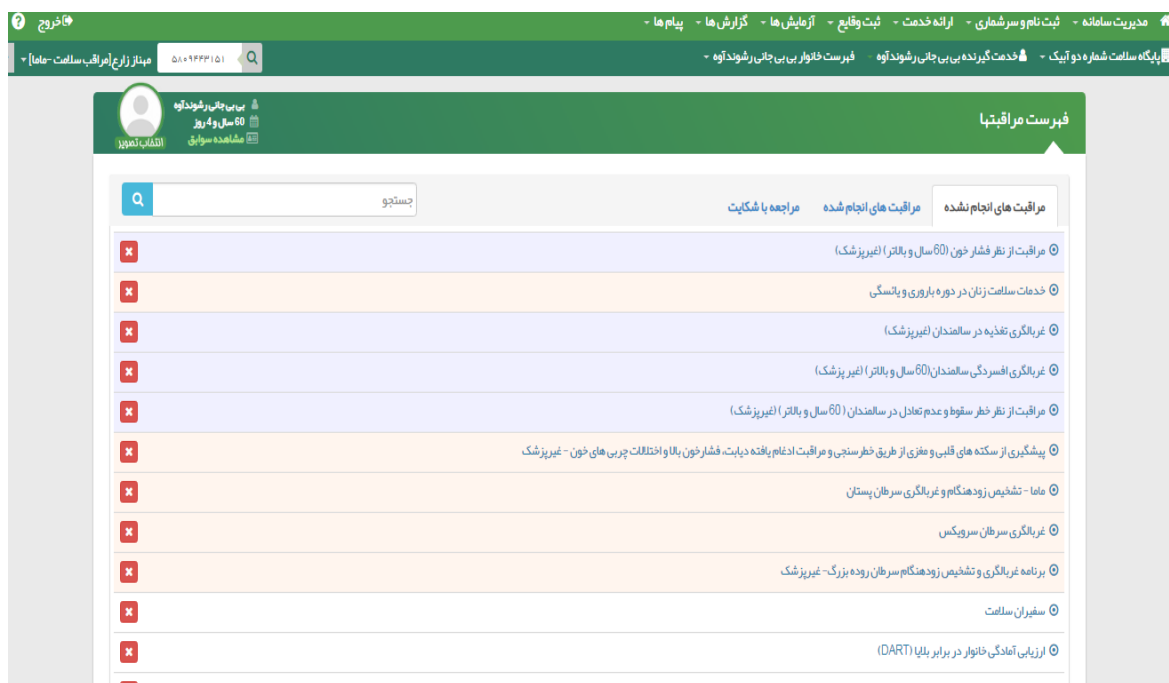 مدیریت سامانه - ثبت نام و سرشماری - ارائه خدمت - ثبت وقایع - آزمایش ها - گزارش ها - پیام ها - خروج ?
پایگاه سلامت شماره دو آبیک - خدمت گیرنده بی بی جانی رشوندآوه - فهرست خانوار بی بی جانی رشوندآوه - ۵۸۰۹۴۴۳۱۵۱ مهناز زارع[مراقب سلامت -ماما] -
فهرست مراقبتها
بی بی جانی رشوندآوه
60 سال و 4 روز
مشاهده سوابق
انتخاب تصویر
مراقبت های انجام نشده مراقبت های انجام شده مراجعه با شکایت جستجو
مراقبت از نظر فشار خون (60 سال و بالاتر) (غیرپزشک)
خدمات سلامت زنان در دوره باروری و یائسگی
غربالگری تغذیه در سالمندان (غیرپزشک)
غربالگری افسردگی سالمندان(60 سال و بالاتر) (غیر پزشک)
مراقبت از نظر خطر سقوط و عدم تعادل در سالمندان ( 60 سال و بالاتر) (غیرپزشک)
پیشگیری از سکته های قلبی و مغزی از طریق خطرسنجی و مراقبت ادغام یافته دیابت، فشارخون بالا و اختلالات چربی های خون - غیرپزشک
ماما - تشخیص زودهنگام و غربالگری سرطان پستان
غربالگری سرطان سرویکس
برنامه غربالگری و تشخیص زودهنگام سرطان روده بزرگ- غیرپزشک
سفیران سلامت
ارزیابی آمادگی خانوار در برابر بلایا (DART)